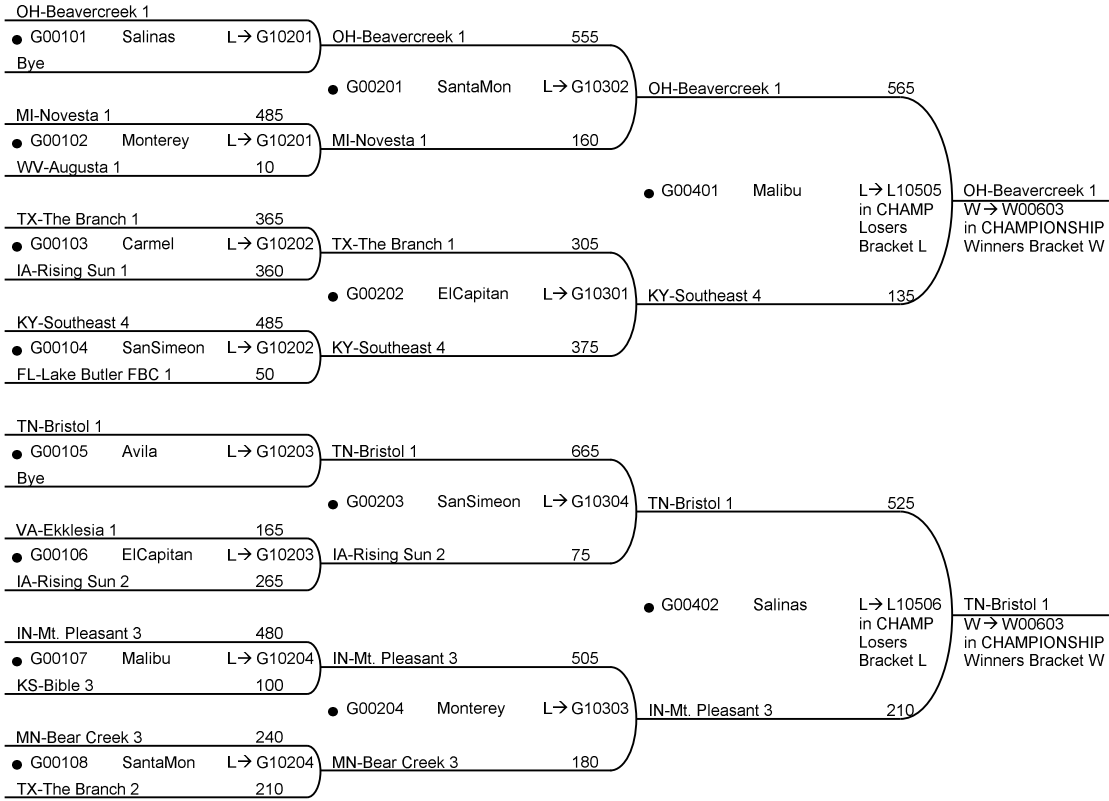 OH-Beavercreek 1
G00101 Salinas L→ G10201
Bye
MI-Novesta 1 485
G00102 Monterey L→ G10201
WV-Augusta 1 10
TX-The Branch 1 365
G00103 Carmel L→ G10202
IA-Rising Sun 1 360
KY-Southeast 4 485
G00104 SanSimeon L→ G10202
FL-Lake Butler FBC 1 50
TN-Bristol 1
G00105 Avila L→ G10203
Bye
VA-Ekklesia 1 165
G00106 ElCapitan L→ G10203
IA-Rising Sun 2 265
IN-Mt. Pleasant 3 480
G00107 Malibu L→ G10204
KS-Bible 3 100
MN-Bear Creek 3 240
G00108 SantaMon L→ G10204
TX-The Branch 2 210
OH-Beavercreek 1 555
G00201 SantaMon L→ G10302
MI-Novesta 1 160
TX-The Branch 1 305
G00202 ElCapitan L→ G10301
KY-Southeast 4 375
TN-Bristol 1 665
G00203 SanSimeon L→ G10304
IA-Rising Sun 2 75
IN-Mt. Pleasant 3 505
G00204 Monterey L→ G10303
MN-Bear Creek 3 180
OH-Beavercreek 1 565
G00401 Malibu L→ L10505
in CHAMP
Losers
Bracket L
KY-Southeast 4 135
TN-Bristol 1 525
G00402 Salinas L→ L10506
in CHAMP
Losers
Bracket L
IN-Mt. Pleasant 3 210
OH-Beavercreek 1
W→ W00603
in CHAMPIONSHIP
Winners Bracket W
TN-Bristol 1
W→ W00603
in CHAMPIONSHIP
Winners Bracket W